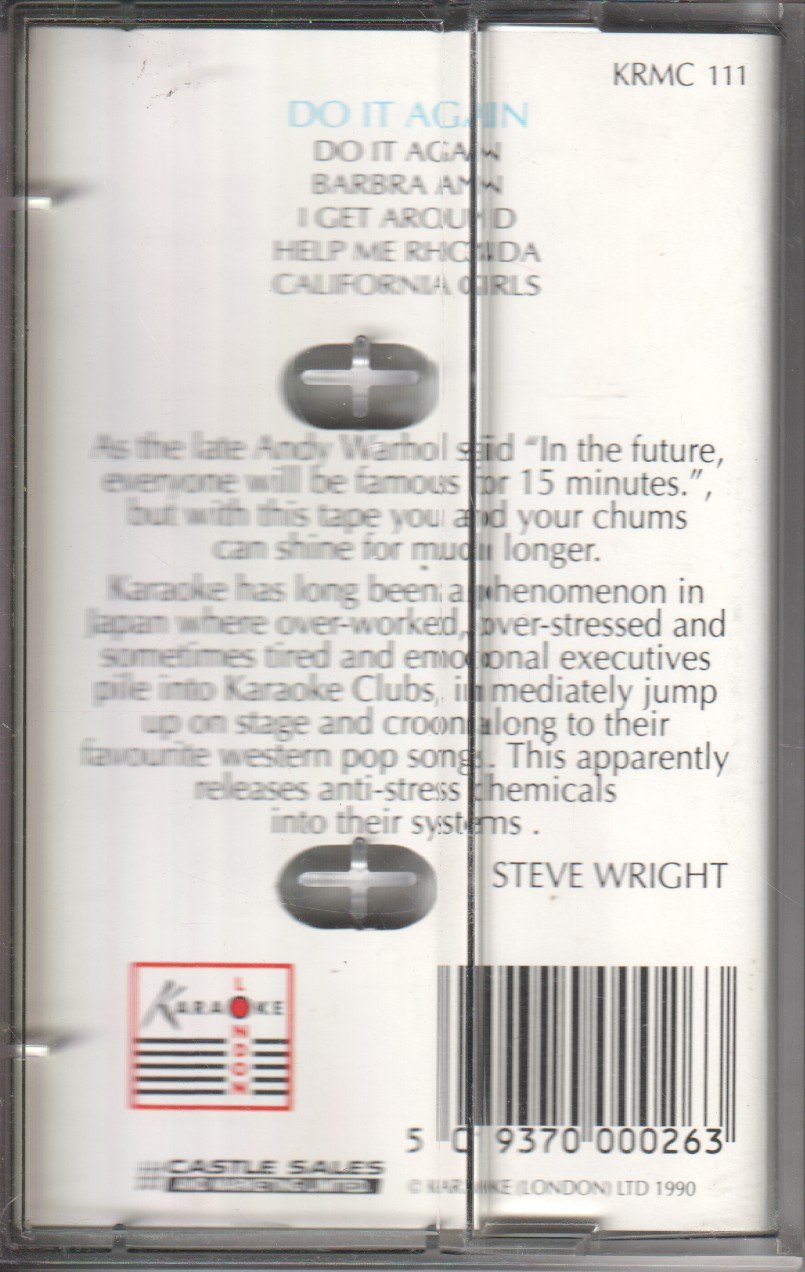 KRMC 111
DO IT AGAIN
DO IT AGAIN
BARBRA ANN
I GET AROUND
HELP ME RHONDA
CALIFORNIA GIRLS
As the late Andy Warhol said “In the future,
everyone will be famous for 15 minutes.”,
but with this tape you and your chums
can shine for much longer.
Karaoke has long been a phenomenon in
Japan where over-worked, over-stressed and
sometimes tired and emotional executives
pile into Karaoke Clubs, immediately jump
up on stage and croon along to their
favourite western pop songs. This apparently
releases anti-stress chemicals
into their systems .
STEVE WRIGHT
KARAOKE
LONDON
5 0 9370 000263
CASTLE SALES
© KARAOKE (LONDON) LTD 1990